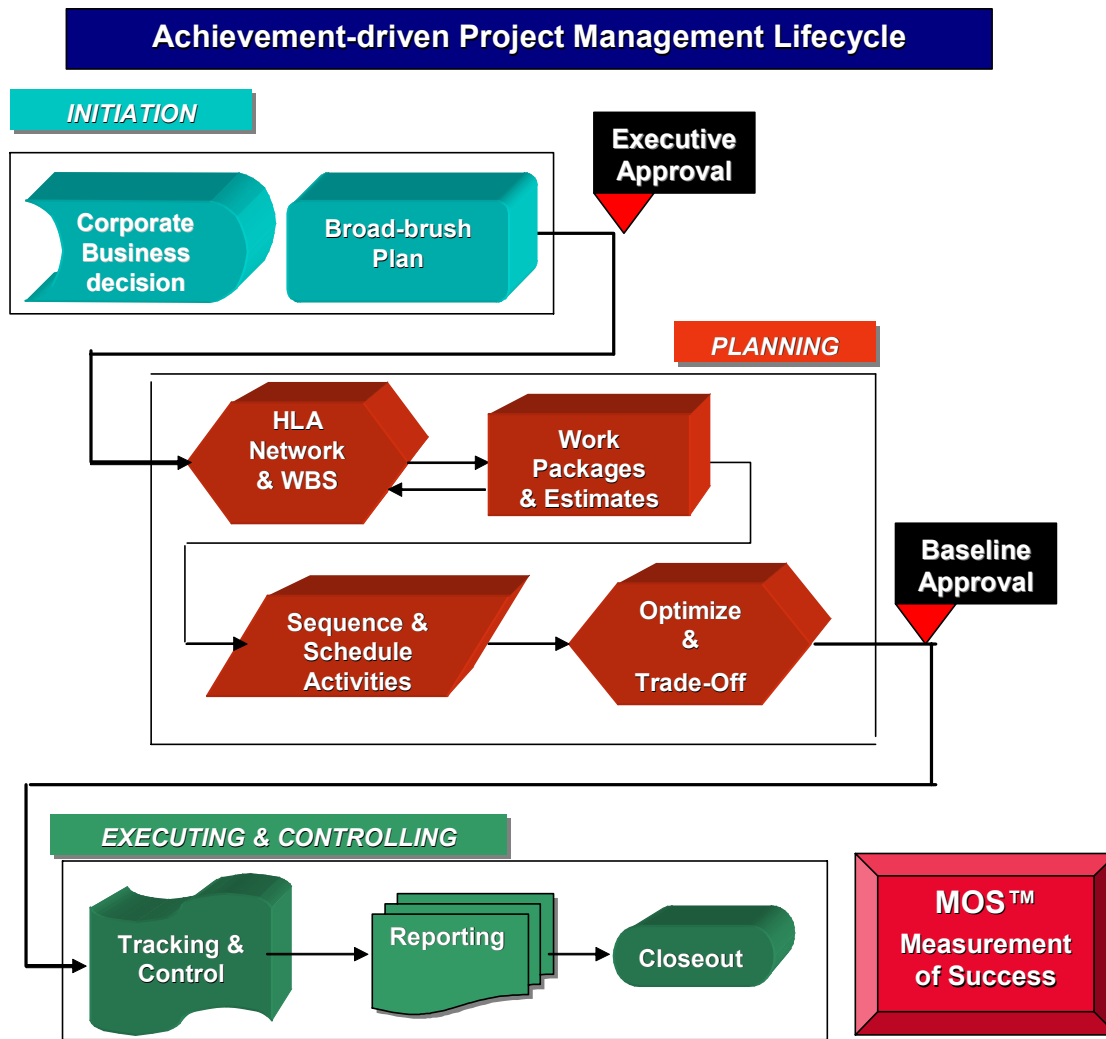 Achievement-driven Project Management Lifecycle
INITIATION
Executive
Approval
Corporate
Business
decision
Broad-brush
Plan
PLANNING
HLA
Network
& WBS
Work
Packages
& Estimates
Baseline
Approval
Sequence &
Schedule
Activities
Optimize
&
Trade-Off
EXECUTING & CONTROLLING
Tracking &
Control
Reporting
Closeout
MOS™
Measurement
of Success